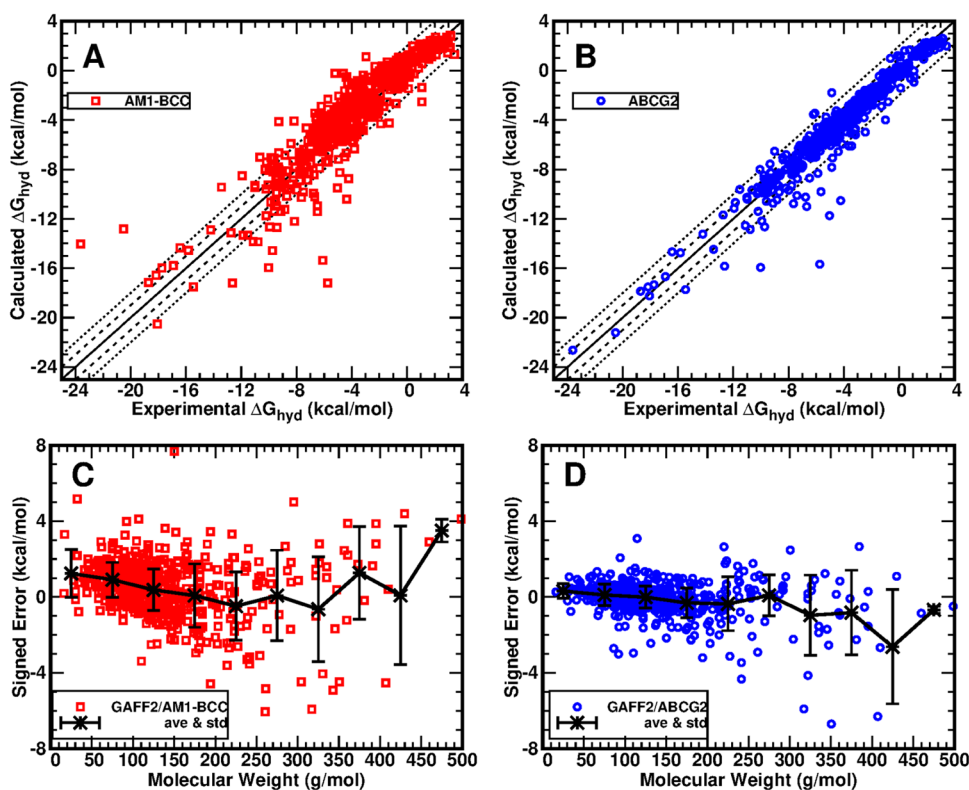 A
AM1-BCC
Calculated ΔGhyd (kcal/mol)
4
0
-4
-8
-12
-16
-20
-24
-24 -20 -16 -12 -8 -4 0 4
Experimental ΔGhyd (kcal/mol)
B
ABCG2
Calculated ΔGhyd (kcal/mol)
4
0
-4
-8
-12
-16
-20
-24
-24 -20 -16 -12 -8 -4 0 4
Experimental ΔGhyd (kcal/mol)
C
Signed Error (kcal/mol)
8
4
0
-4
-8
GAFF2/AM1-BCC
ave & std
0 50 100 150 200 250 300 350 400 450 500
Molecular Weight (g/mol)
D
Signed Error (kcal/mol)
8
4
0
-4
-8
GAFF2/ABCG2
ave & std
0 50 100 150 200 250 300 350 400 450 500
Molecular Weight (g/mol)